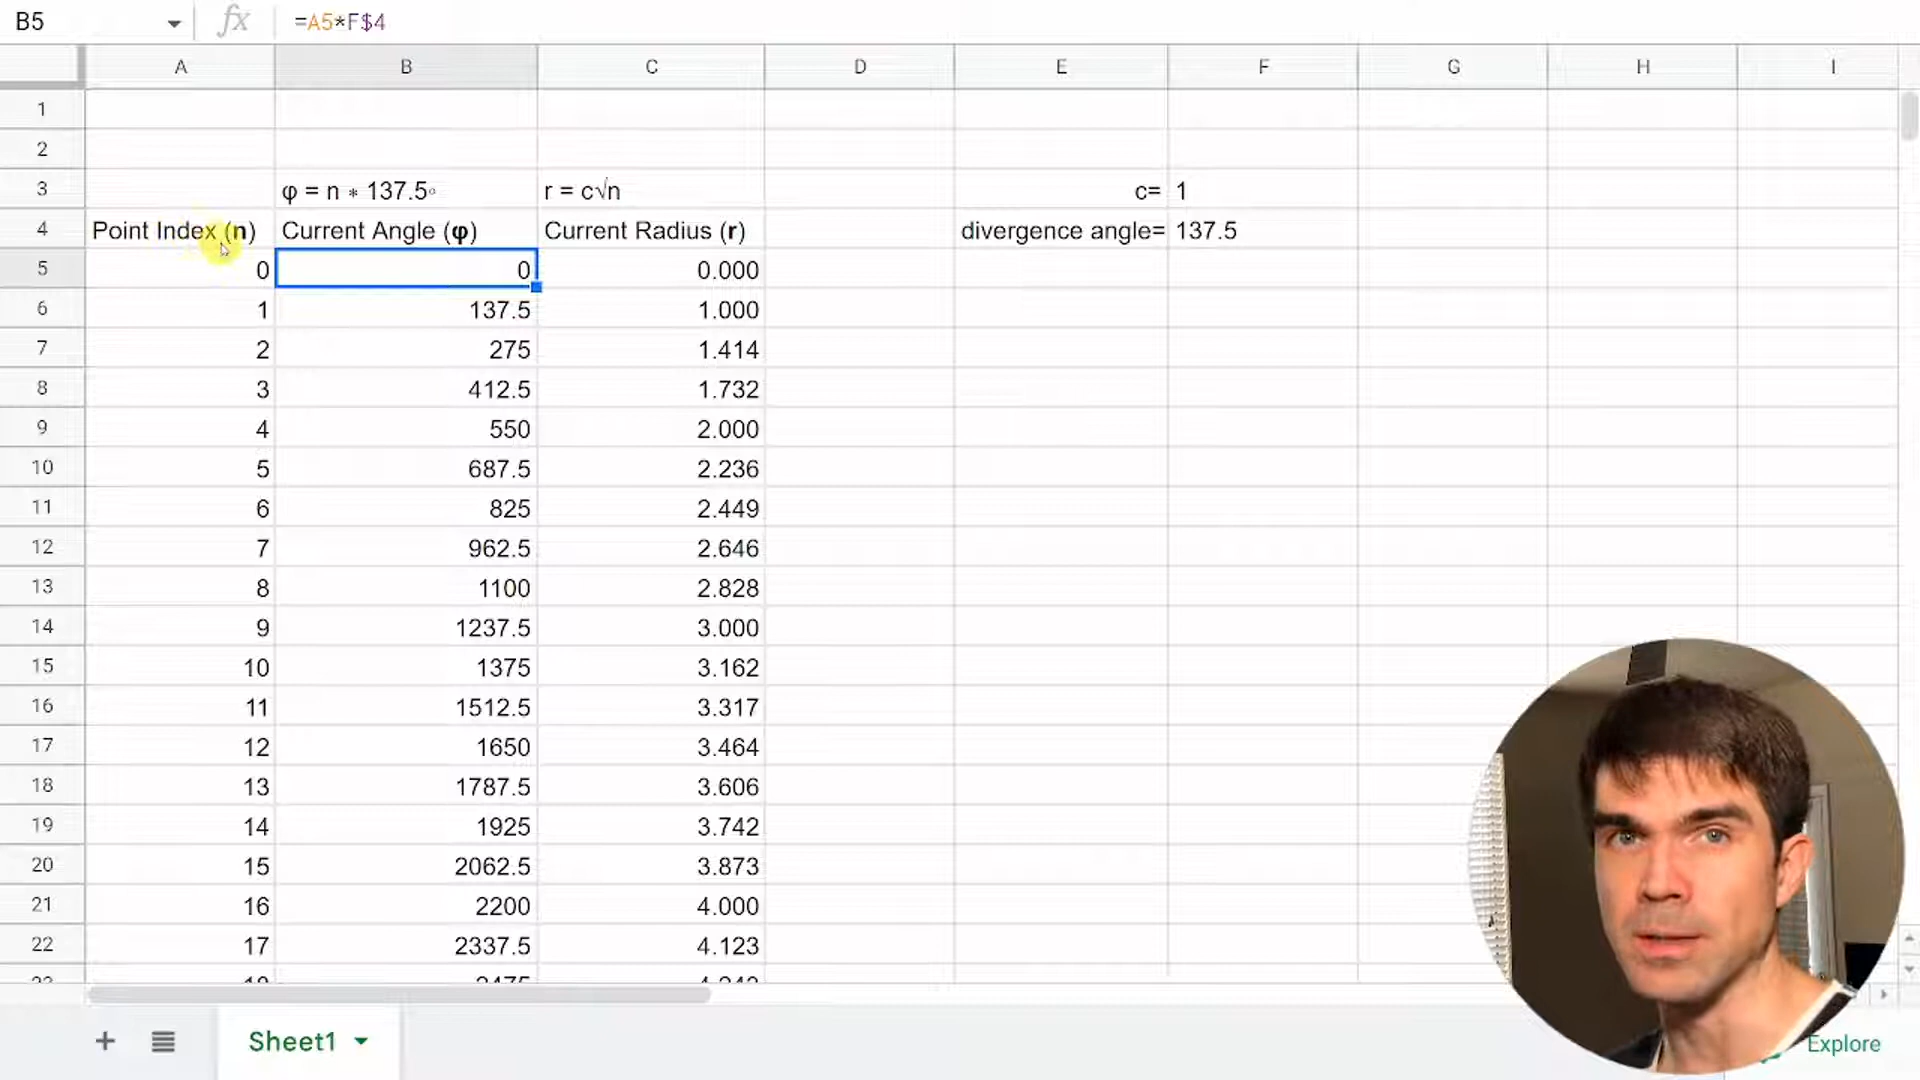 B5 fx =A5*F$4
A B C D E F G H I
1
2
3 φ = n * 137.5° r = c√n c= 1
4 Point Index (n) Current Angle (φ) Current Radius (r) divergence angle= 137.5
5 0 0 0.000
6 1 137.5 1.000
7 2 275 1.414
8 3 412.5 1.732
9 4 550 2.000
10 5 687.5 2.236
11 6 825 2.449
12 7 962.5 2.646
13 8 1100 2.828
14 9 1237.5 3.000
15 10 1375 3.162
16 11 1512.5 3.317
17 12 1650 3.464
18 13 1787.5 3.606
19 14 1925 3.742
20 15 2062.5 3.873
21 16 2200 4.000
22 17 2337.5 4.123
Sheet1
Explore